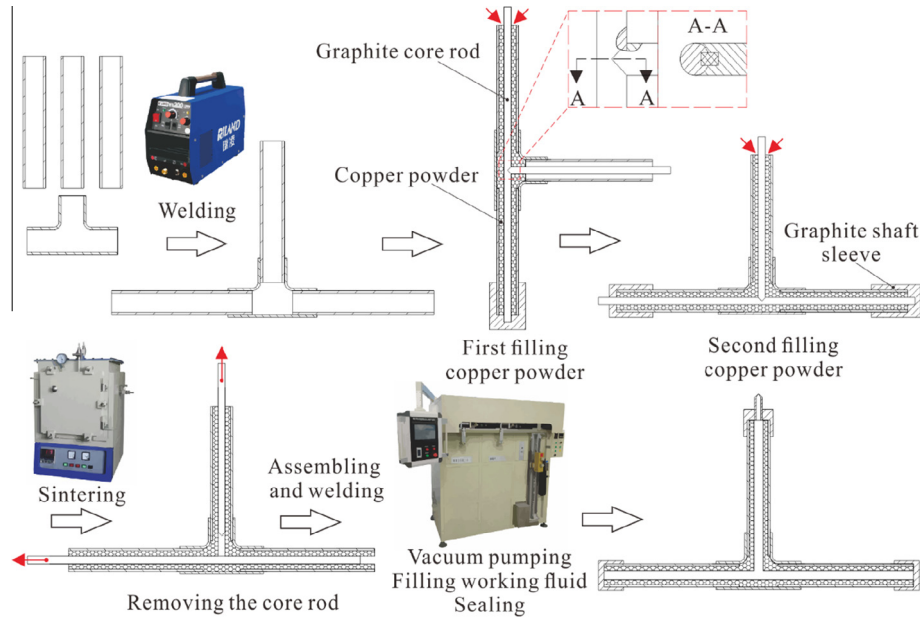 Graphite core rod
A-A
A
A
RILAND
Copper powder
Welding
Graphite shaft
sleeve
First filling
copper powder
Second filling
copper powder
Sintering
Assembling
and welding
Removing the core rod
Vacuum pumping
Filling working fluid
Sealing